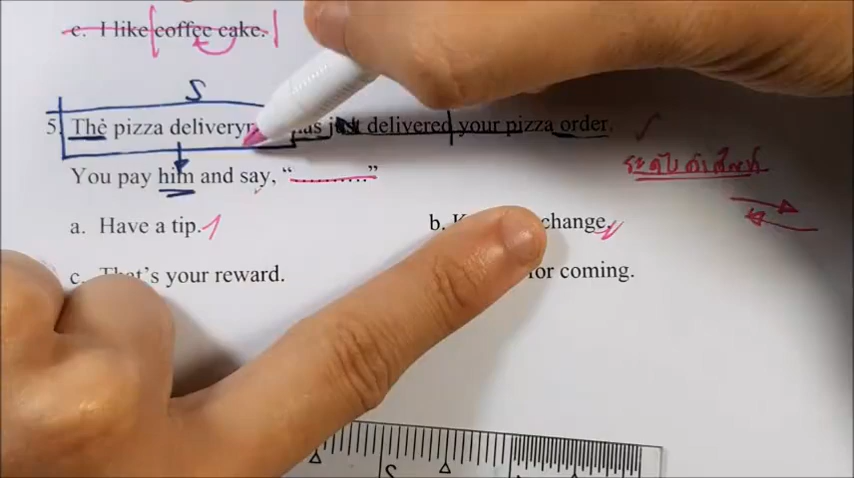 c. I like coffee cake.
S
5. The pizza delivery has just delivered your pizza order.
You pay him and say, "..........."
a. Have a tip.
b. change.
c. That's your reward.
for coming.